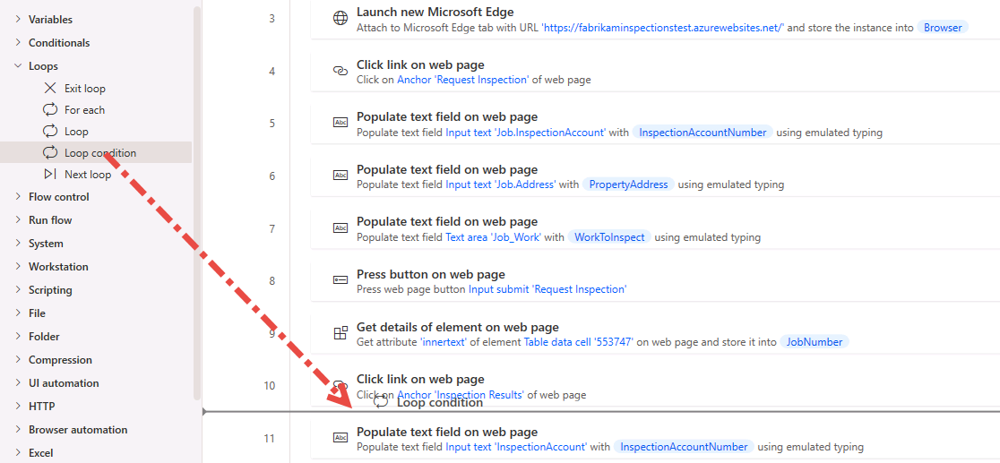 Variables
Conditionals
Loops
Exit loop
For each
Loop
Loop condition
Next loop
Flow control
Run flow
System
Workstation
Scripting
File
Folder
Compression
UI automation
HTTP
Browser automation
Excel
3
Launch new Microsoft Edge
Attach to Microsoft Edge tab with URL 'https://fabrikaminspectionstest.azurewebsites.net/' and store the instance into Browser
4
Click link on web page
Click on Anchor 'Request Inspection' of web page
5
Abc
Populate text field on web page
Populate text field Input text 'Job.InspectionAccount' with InspectionAccountNumber using emulated typing
6
Abc
Populate text field on web page
Populate text field Input text 'Job.Address' with PropertyAddress using emulated typing
7
Abc
Populate text field on web page
Populate text field Text area 'Job_Work' with WorkToInspect using emulated typing
8
Press button on web page
Press web page button Input submit 'Request Inspection'
9
Get details of element on web page
Get attribute 'innertext' of element Table data cell '553747' on web page and store it into JobNumber
10
Click link on web page
Click on Anchor 'Inspection Results' of web page
Loop condition
11
Abc
Populate text field on web page
Populate text field Input text 'InspectionAccount' with InspectionAccountNumber using emulated typing